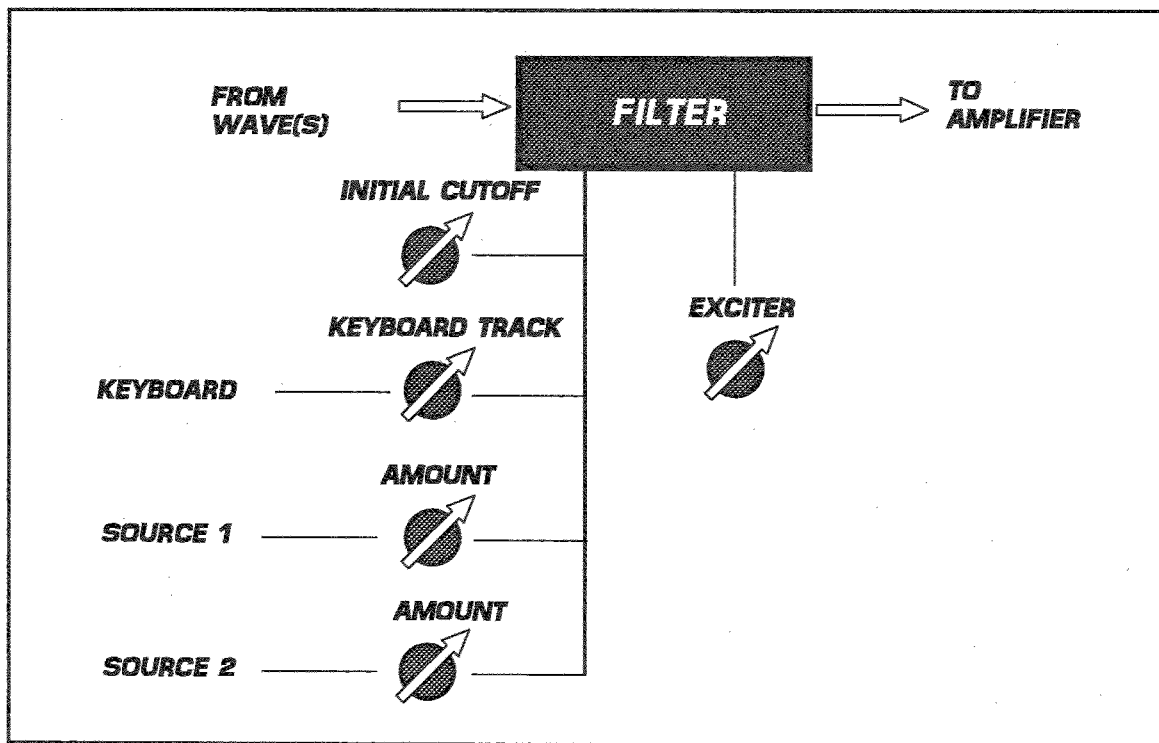 FROM
WAVE(S)
FILTER
TO
AMPLIFIER
INITIAL CUTOFF
KEYBOARD TRACK
EXCITER
KEYBOARD
AMOUNT
SOURCE 1
AMOUNT
SOURCE 2